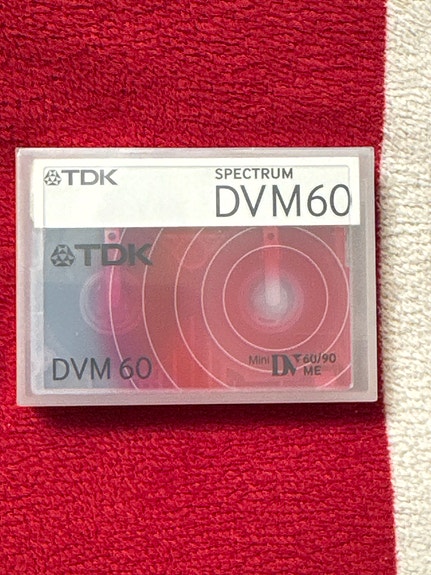 TDK
SPECTRUM
DVM60
TDK
DVM 60
Mini DV 60/90
ME